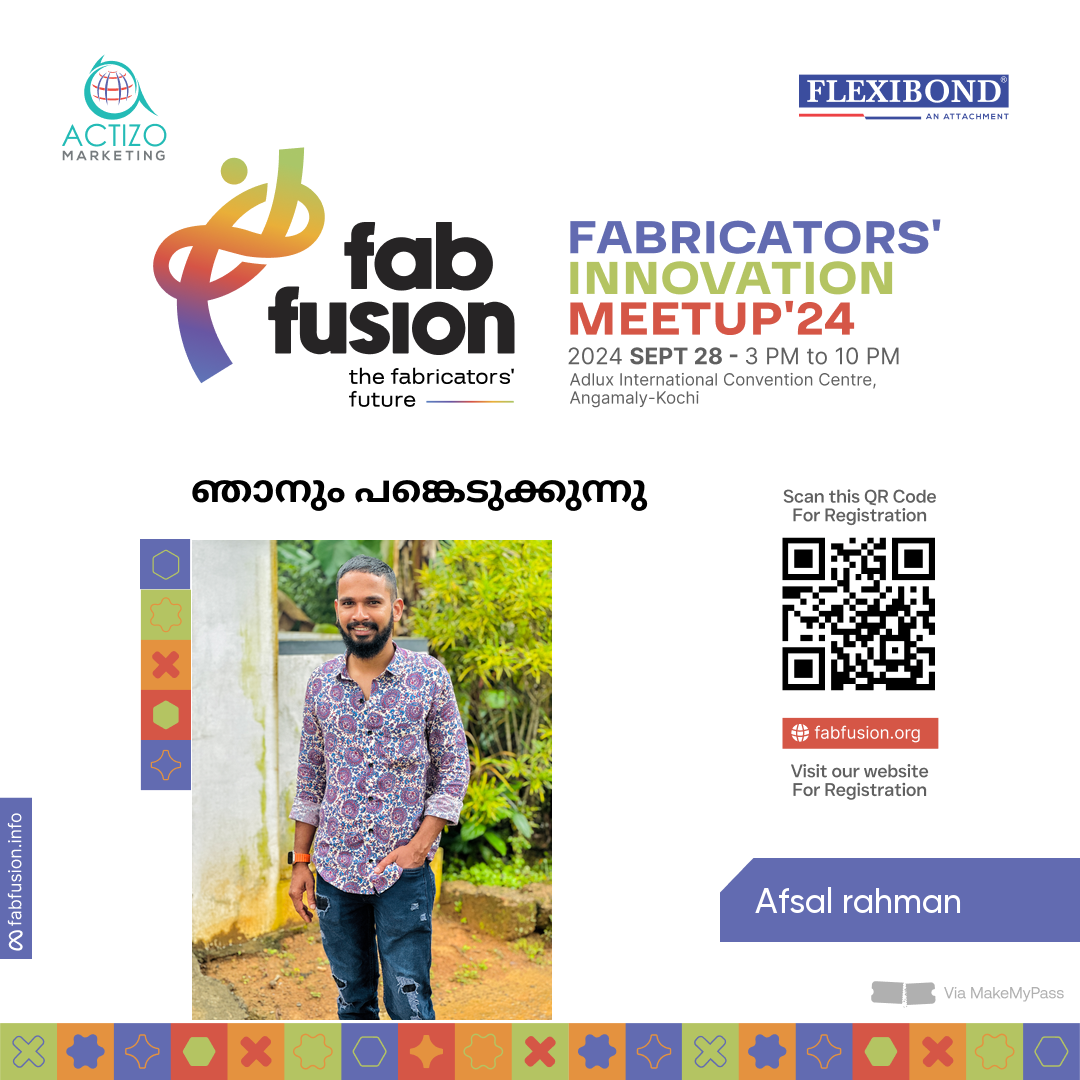 ACTIZO
MARKETING
FLEXIBOND®
AN ATTACHMENT
fab
fusion
the fabricators'
future
FABRICATORS'
INNOVATION
MEETUP'24
2024 SEPT 28 - 3 PM to 10 PM
Adlux International Convention Centre,
Angamaly-Kochi
ഞാനും പങ്കെടുക്കുന്നു
Scan this QR Code
For Registration
fabfusion.org
Visit our website
For Registration
fabfusion.info
Afsal rahman
Via MakeMyPass